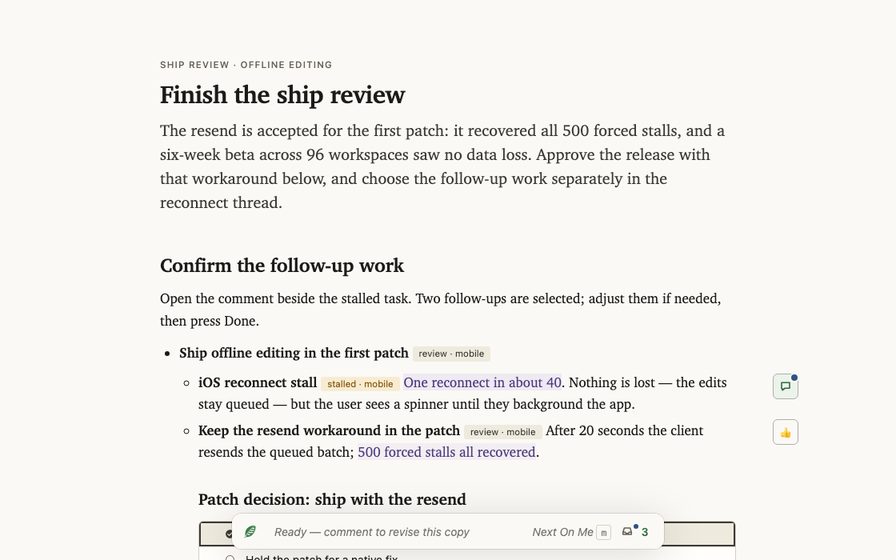 SHIP REVIEW · OFFLINE EDITING
Finish the ship review
The resend is accepted for the first patch: it recovered all 500 forced stalls, and a
six-week beta across 96 workspaces saw no data loss. Approve the release with
that workaround below, and choose the follow-up work separately in the
reconnect thread.
Confirm the follow-up work
Open the comment beside the stalled task. Two follow-ups are selected; adjust them if needed,
then press Done.
Ship offline editing in the first patch review · mobile
iOS reconnect stall stalled · mobile One reconnect in about 40. Nothing is lost — the edits
stay queued — but the user sees a spinner until they background the app.
Keep the resend workaround in the patch review · mobile After 20 seconds the client
resends the queued batch; 500 forced stalls all recovered.
Patch decision: ship with the resend
Ready — comment to revise this copy Next On Me m 3
Hold the patch for a native fix